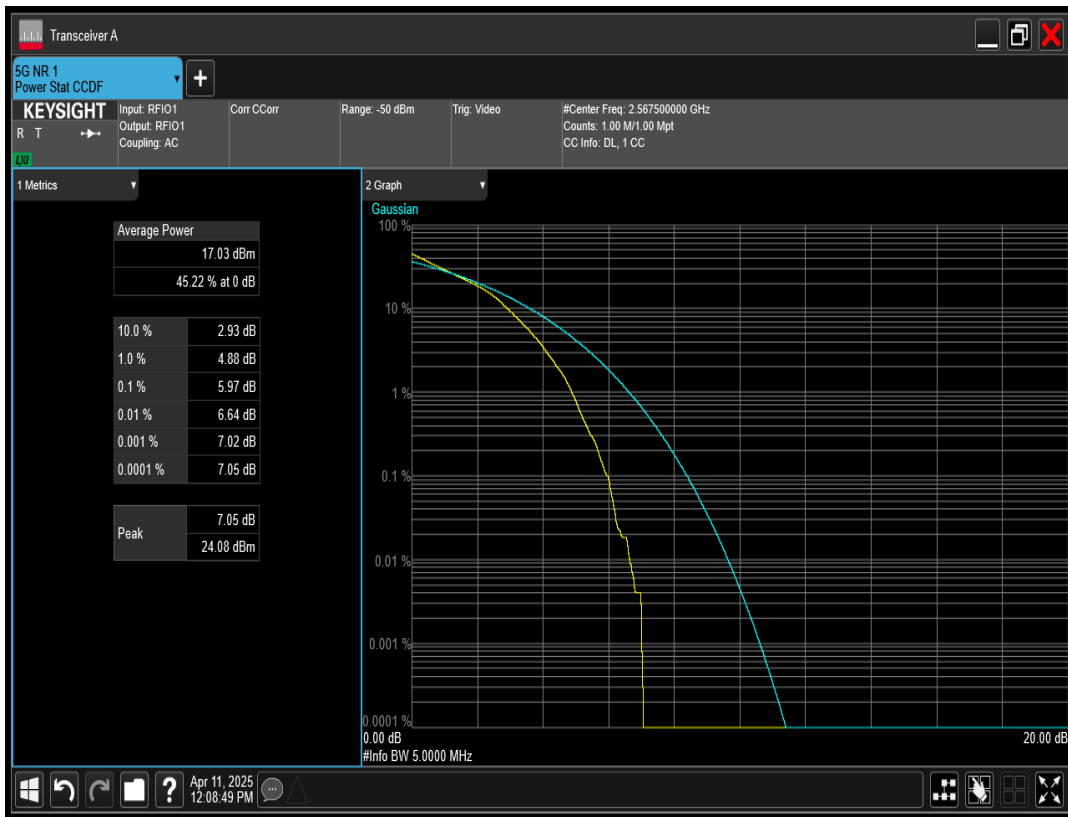 Transceiver A
5G NR 1
Power Stat CCDF
+
KEYSIGHT
R T
LXI
Input: RFIO1
Output: RFIO1
Coupling: AC
Corr CCorr
Range: -50 dBm
Trig: Video
#Center Freq: 2.567500000 GHz
Counts: 1.00 M/1.00 Mpt
CC Info: DL, 1 CC
1 Metrics
Average Power
17.03 dBm
45.22 % at 0 dB
10.0 % 2.93 dB
1.0 % 4.88 dB
0.1 % 5.97 dB
0.01 % 6.64 dB
0.001 % 7.02 dB
0.0001 % 7.05 dB
Peak
7.05 dB
24.08 dBm
2 Graph
Gaussian
100 %
10 %
1 %
0.1 %
0.01 %
0.001 %
0.0001 %
0.00 dB 20.00 dB
#Info BW 5.0000 MHz
?
Apr 11, 2025
12:08:49 PM